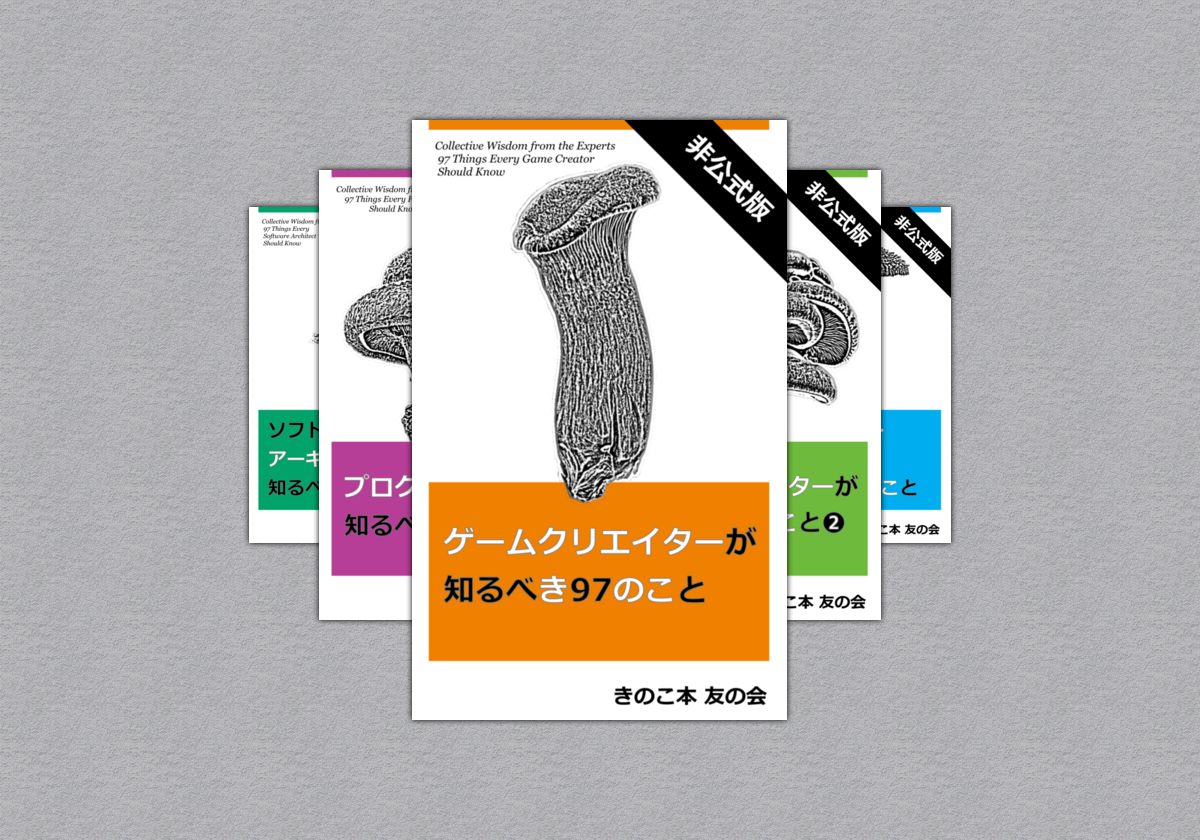 Collective Wisdom from the Experts
97 Things Every Game Creator
Should Know
非公式版
ゲームクリエイターが
知るべき97のこと
きのこ本 友の会
Collective Wisdom
97 Things Every
Should
プログ
知るべ
Collective Wisdom
97 Things Every
Software Architect
Should Know
ソフト
アーキ
知るべ
非公式版
ターが
こと❷
こ本 友の会
非公式版
こと
こ本 友の会